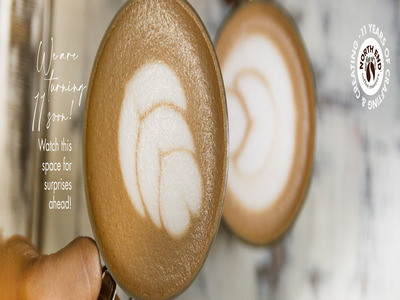 We are
turning
11 soon!
Watch this
space for
surprises
ahead!
11 YEARS OF CRAFTING & CREATING
NORTH END